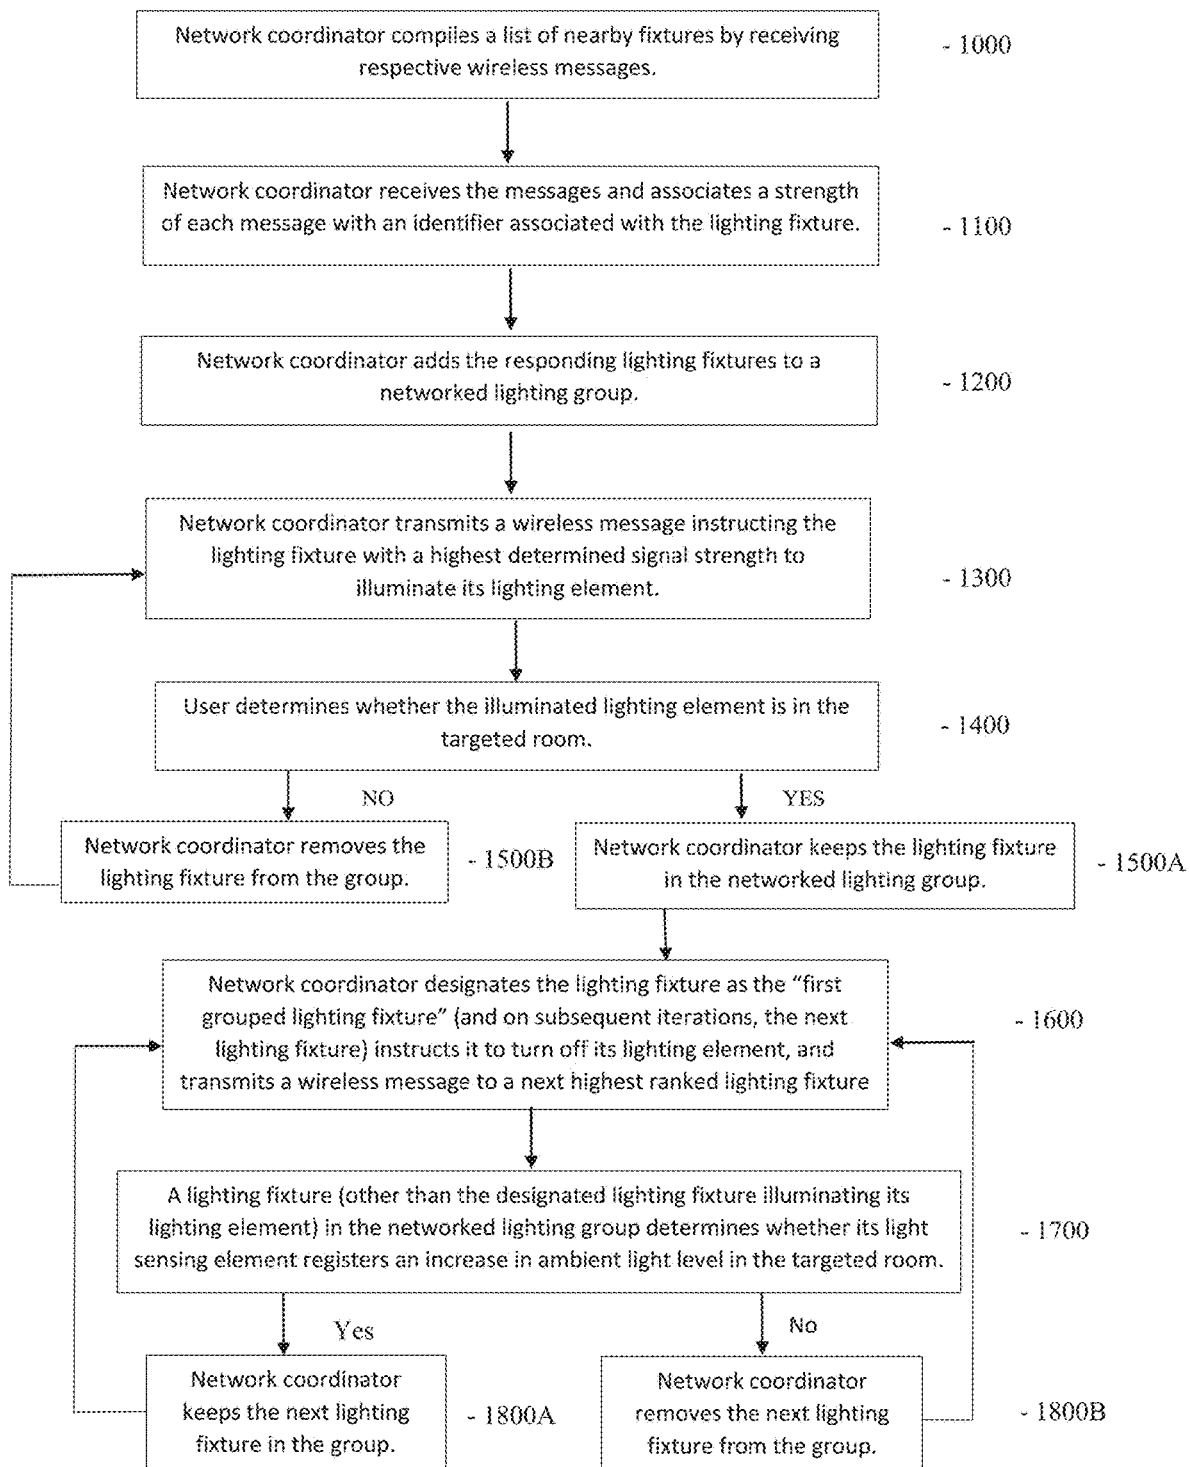 Network coordinator compiles a list of nearby fixtures by receiving
respective wireless messages.
- 1000
Network coordinator receives the messages and associates a strength
of each message with an identifier associated with the lighting fixture.
- 1100
Network coordinator adds the responding lighting fixtures to a
networked lighting group.
- 1200
Network coordinator transmits a wireless message instructing the
lighting fixture with a highest determined signal strength to
illuminate its lighting element.
- 1300
User determines whether the illuminated lighting element is in the
targeted room.
- 1400
NO
YES
Network coordinator removes the
lighting fixture from the group.
- 1500B
Network coordinator keeps the lighting fixture
in the networked lighting group.
- 1500A
Network coordinator designates the lighting fixture as the “first
grouped lighting fixture” (and on subsequent iterations, the next
lighting fixture) instructs it to turn off its lighting element, and
transmits a wireless message to a next highest ranked lighting fixture
- 1600
A lighting fixture (other than the designated lighting fixture illuminating its
lighting element) in the networked lighting group determines whether its light
sensing element registers an increase in ambient light level in the targeted room.
- 1700
Yes
No
Network coordinator
keeps the next lighting
fixture in the group.
- 1800A
Network coordinator
removes the next lighting
fixture from the group.
- 1800B